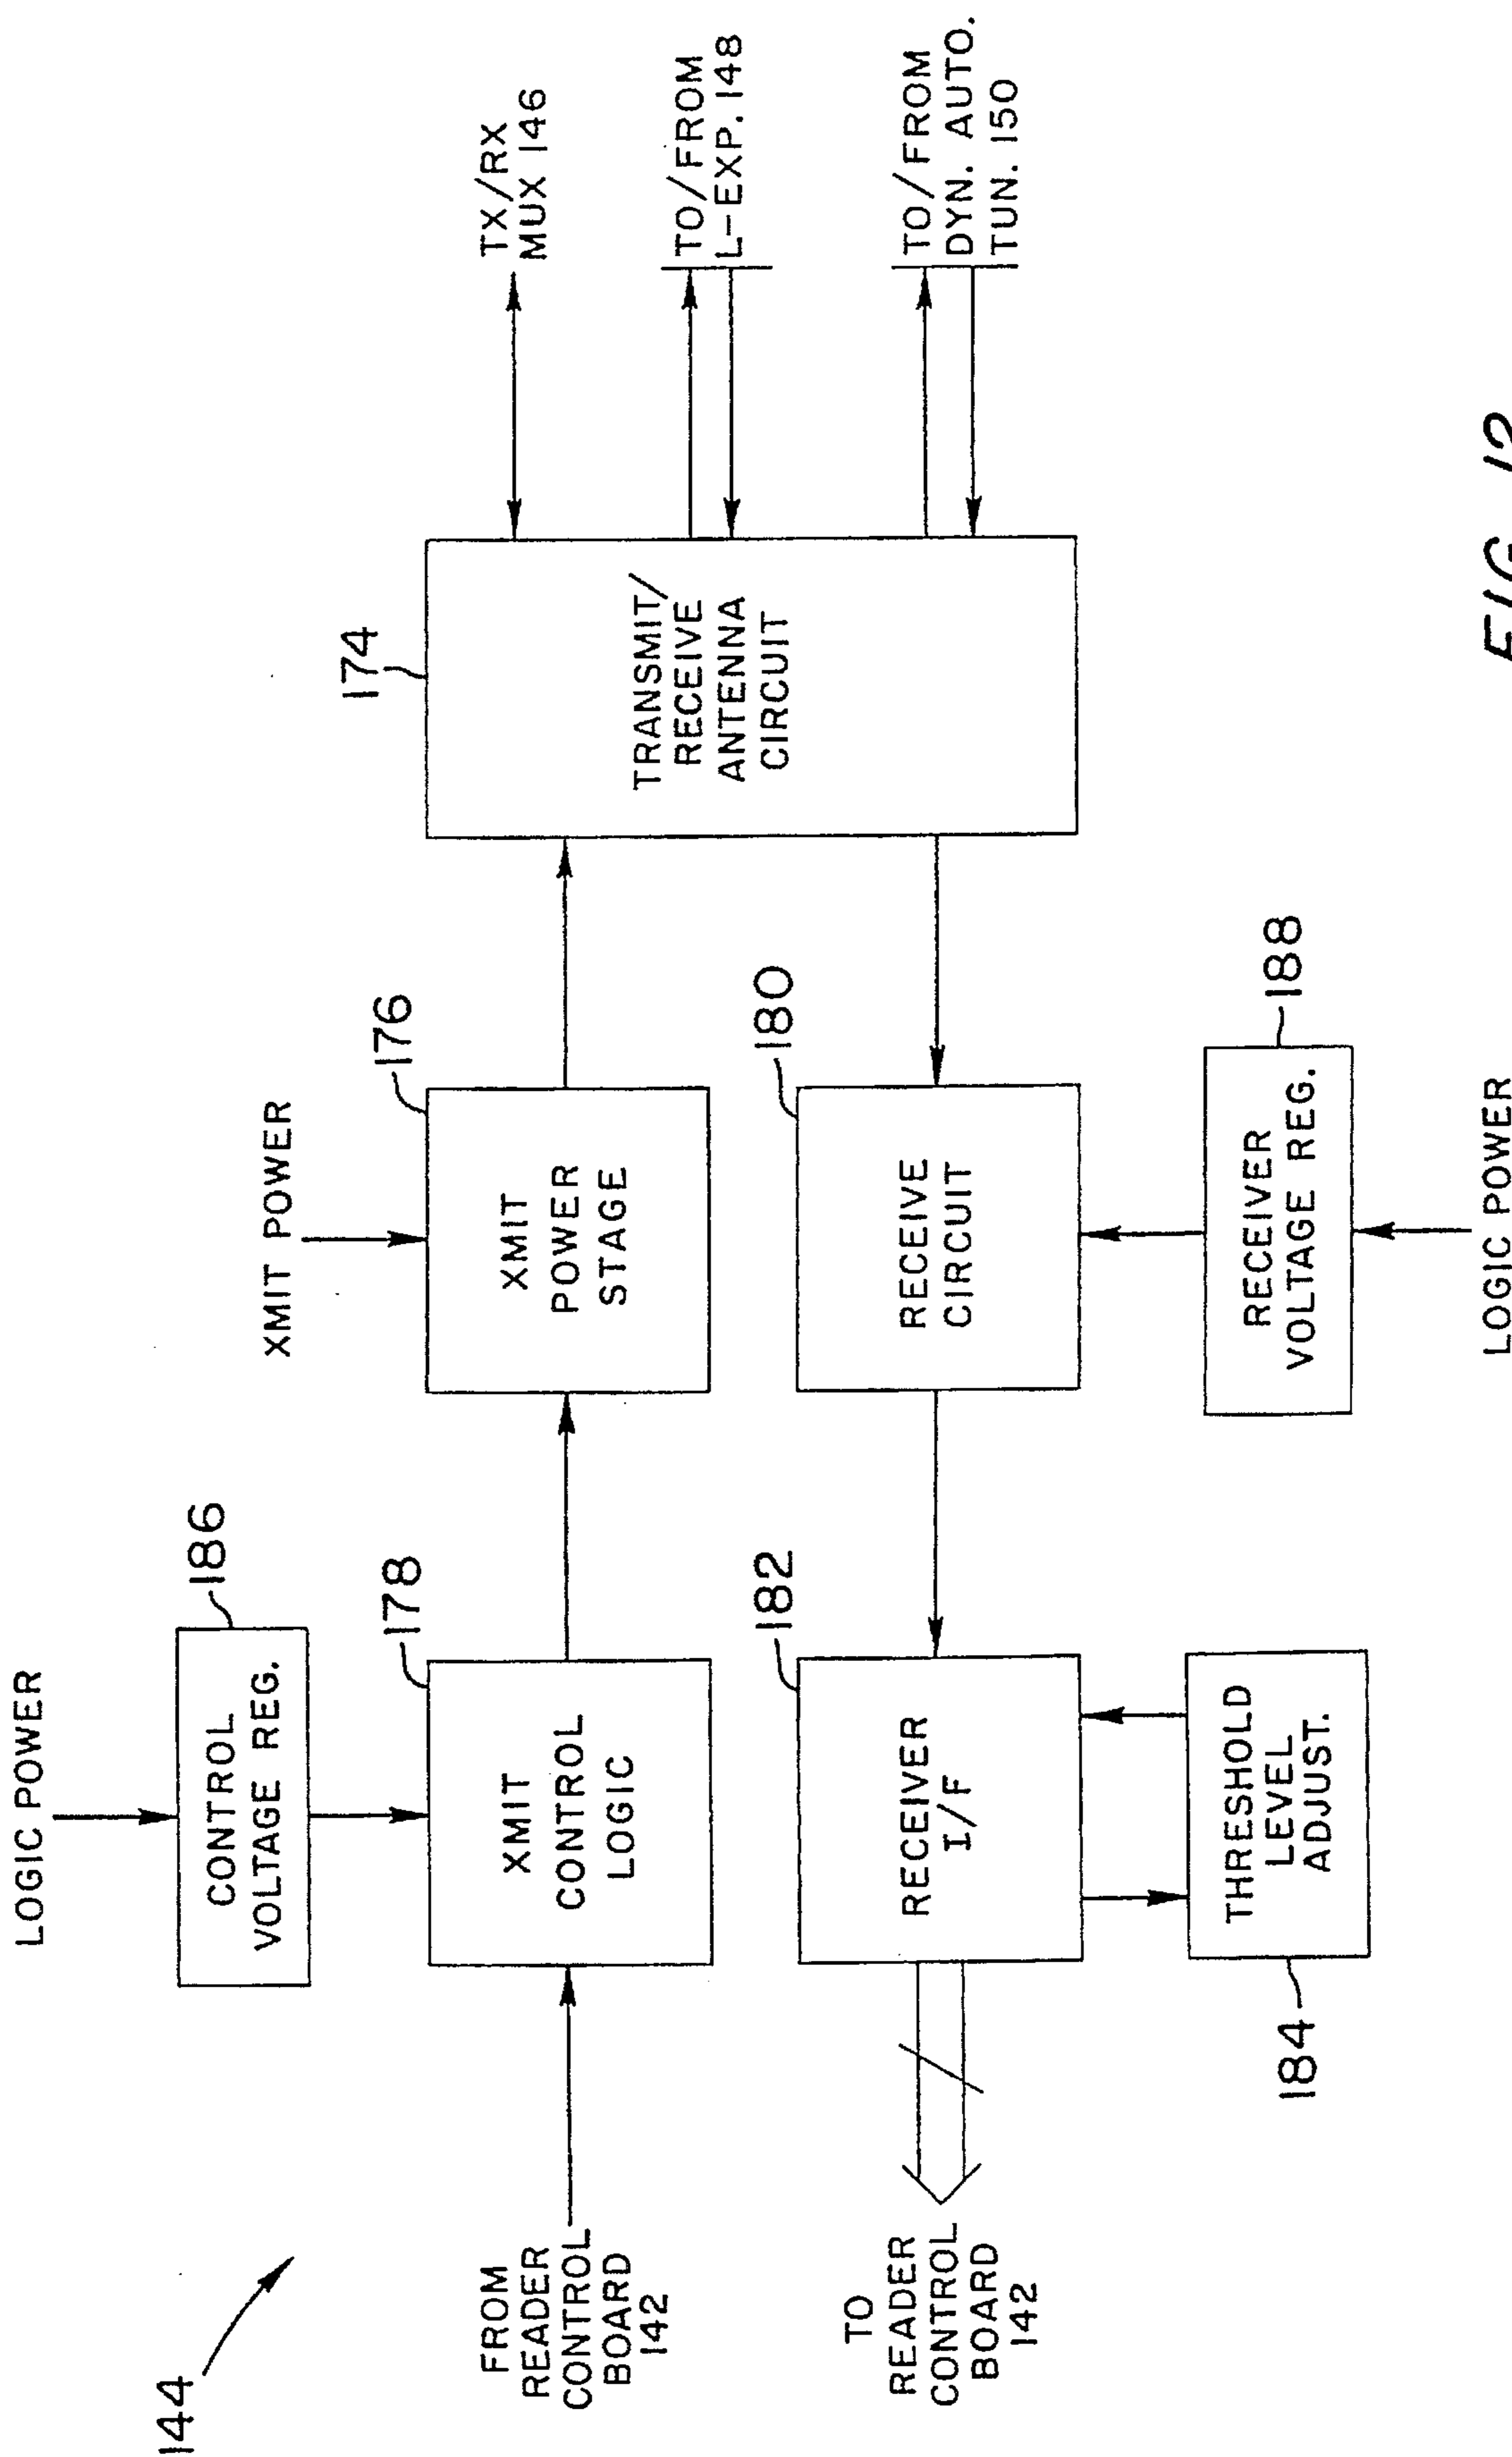 144
LOGIC POWER
CONTROL
VOLTAGE REG.
186
FROM
READER
CONTROL
BOARD
142
XMIT
CONTROL
LOGIC
178
XMIT POWER
XMIT
POWER
STAGE
176
TRANSMIT/
RECEIVE
ANTENNA
CIRCUIT
174
TX/RX
MUX 146
TO/FROM
L-EXP. 148
TO/FROM
DYN. AUTO.
TUN. 150
TO
READER
CONTROL
BOARD
142
RECEIVER
I/F
182
RECEIVE
CIRCUIT
180
THRESHOLD
LEVEL
ADJUST.
184
RECEIVER
VOLTAGE REG.
188
LOGIC POWER
FIG. 12